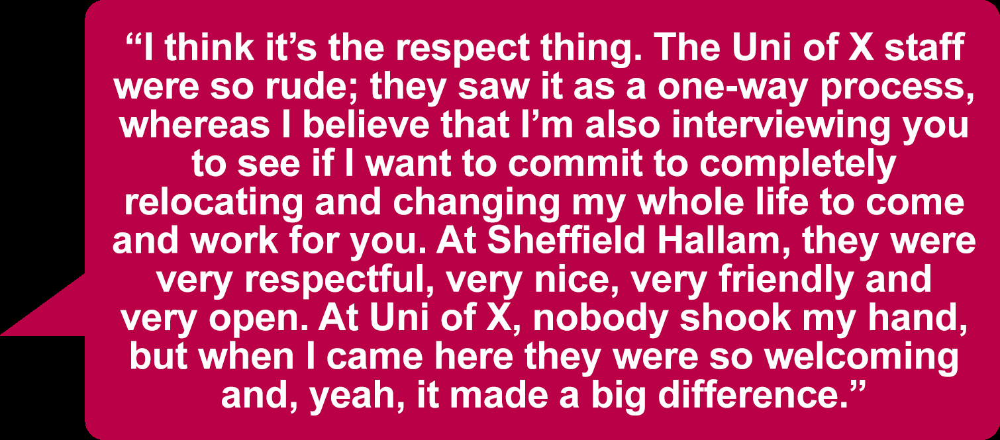 “I think it’s the respect thing. The Uni of X staff
were so rude; they saw it as a one-way process,
whereas I believe that I’m also interviewing you
to see if I want to commit to completely
relocating and changing my whole life to come
and work for you. At Sheffield Hallam, they were
very respectful, very nice, very friendly and
very open. At Uni of X, nobody shook my hand,
but when I came here they were so welcoming
and, yeah, it made a big difference.”